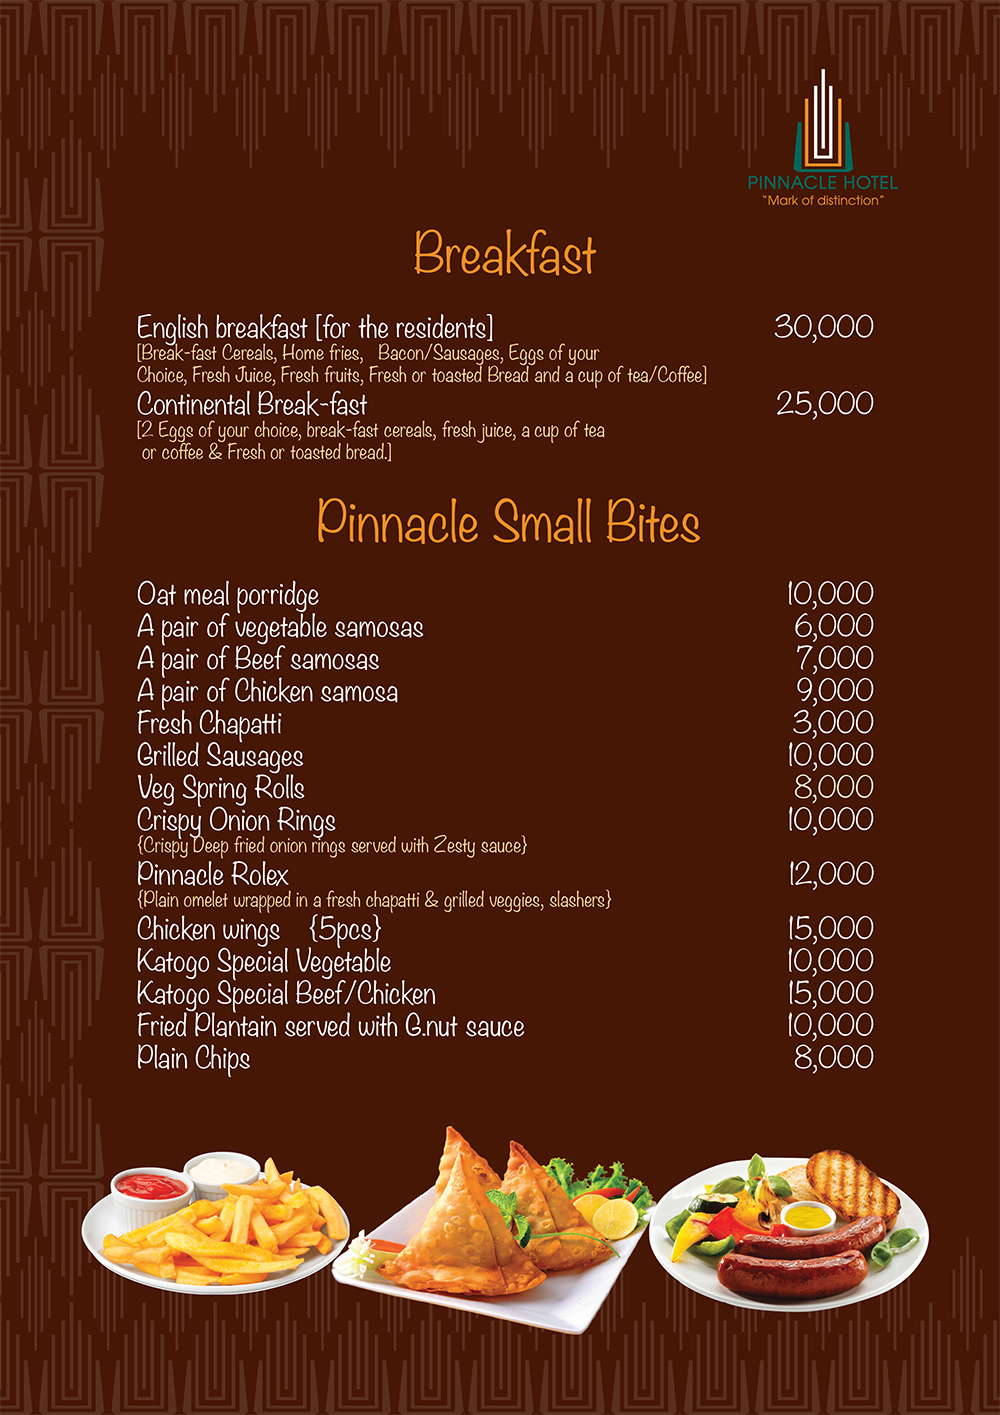 PINNACLE HOTEL
"Mark of distinction"
Breakfast
English breakfast [for the residents] 30,000
[Break-fast Cereals, Home fries, Bacon/Sausages, Eggs of your
Choice, Fresh Juice, Fresh fruits, Fresh or toasted Bread and a cup of tea/Coffee]
Continental Break-fast 25,000
[2 Eggs of your choice, break-fast cereals, fresh juice, a cup of tea
or coffee & Fresh or toasted bread.]
Pinnacle Small Bites
Oat meal porridge 10,000
A pair of vegetable samosas 6,000
A pair of Beef samosas 7,000
A pair of Chicken samosa 9,000
Fresh Chapatti 3,000
Grilled Sausages 10,000
Veg Spring Rolls 8,000
Crispy Onion Rings 10,000
{Crispy Deep fried onion rings served with Zesty sauce}
Pinnacle Rolex 12,000
{Plain omelet wrapped in a fresh chapatti & grilled veggies, slashers}
Chicken wings {5pcs} 15,000
Katogo Special Vegetable 10,000
Katogo Special Beef/Chicken 15,000
Fried Plantain served with G.nut sauce 10,000
Plain Chips 8,000